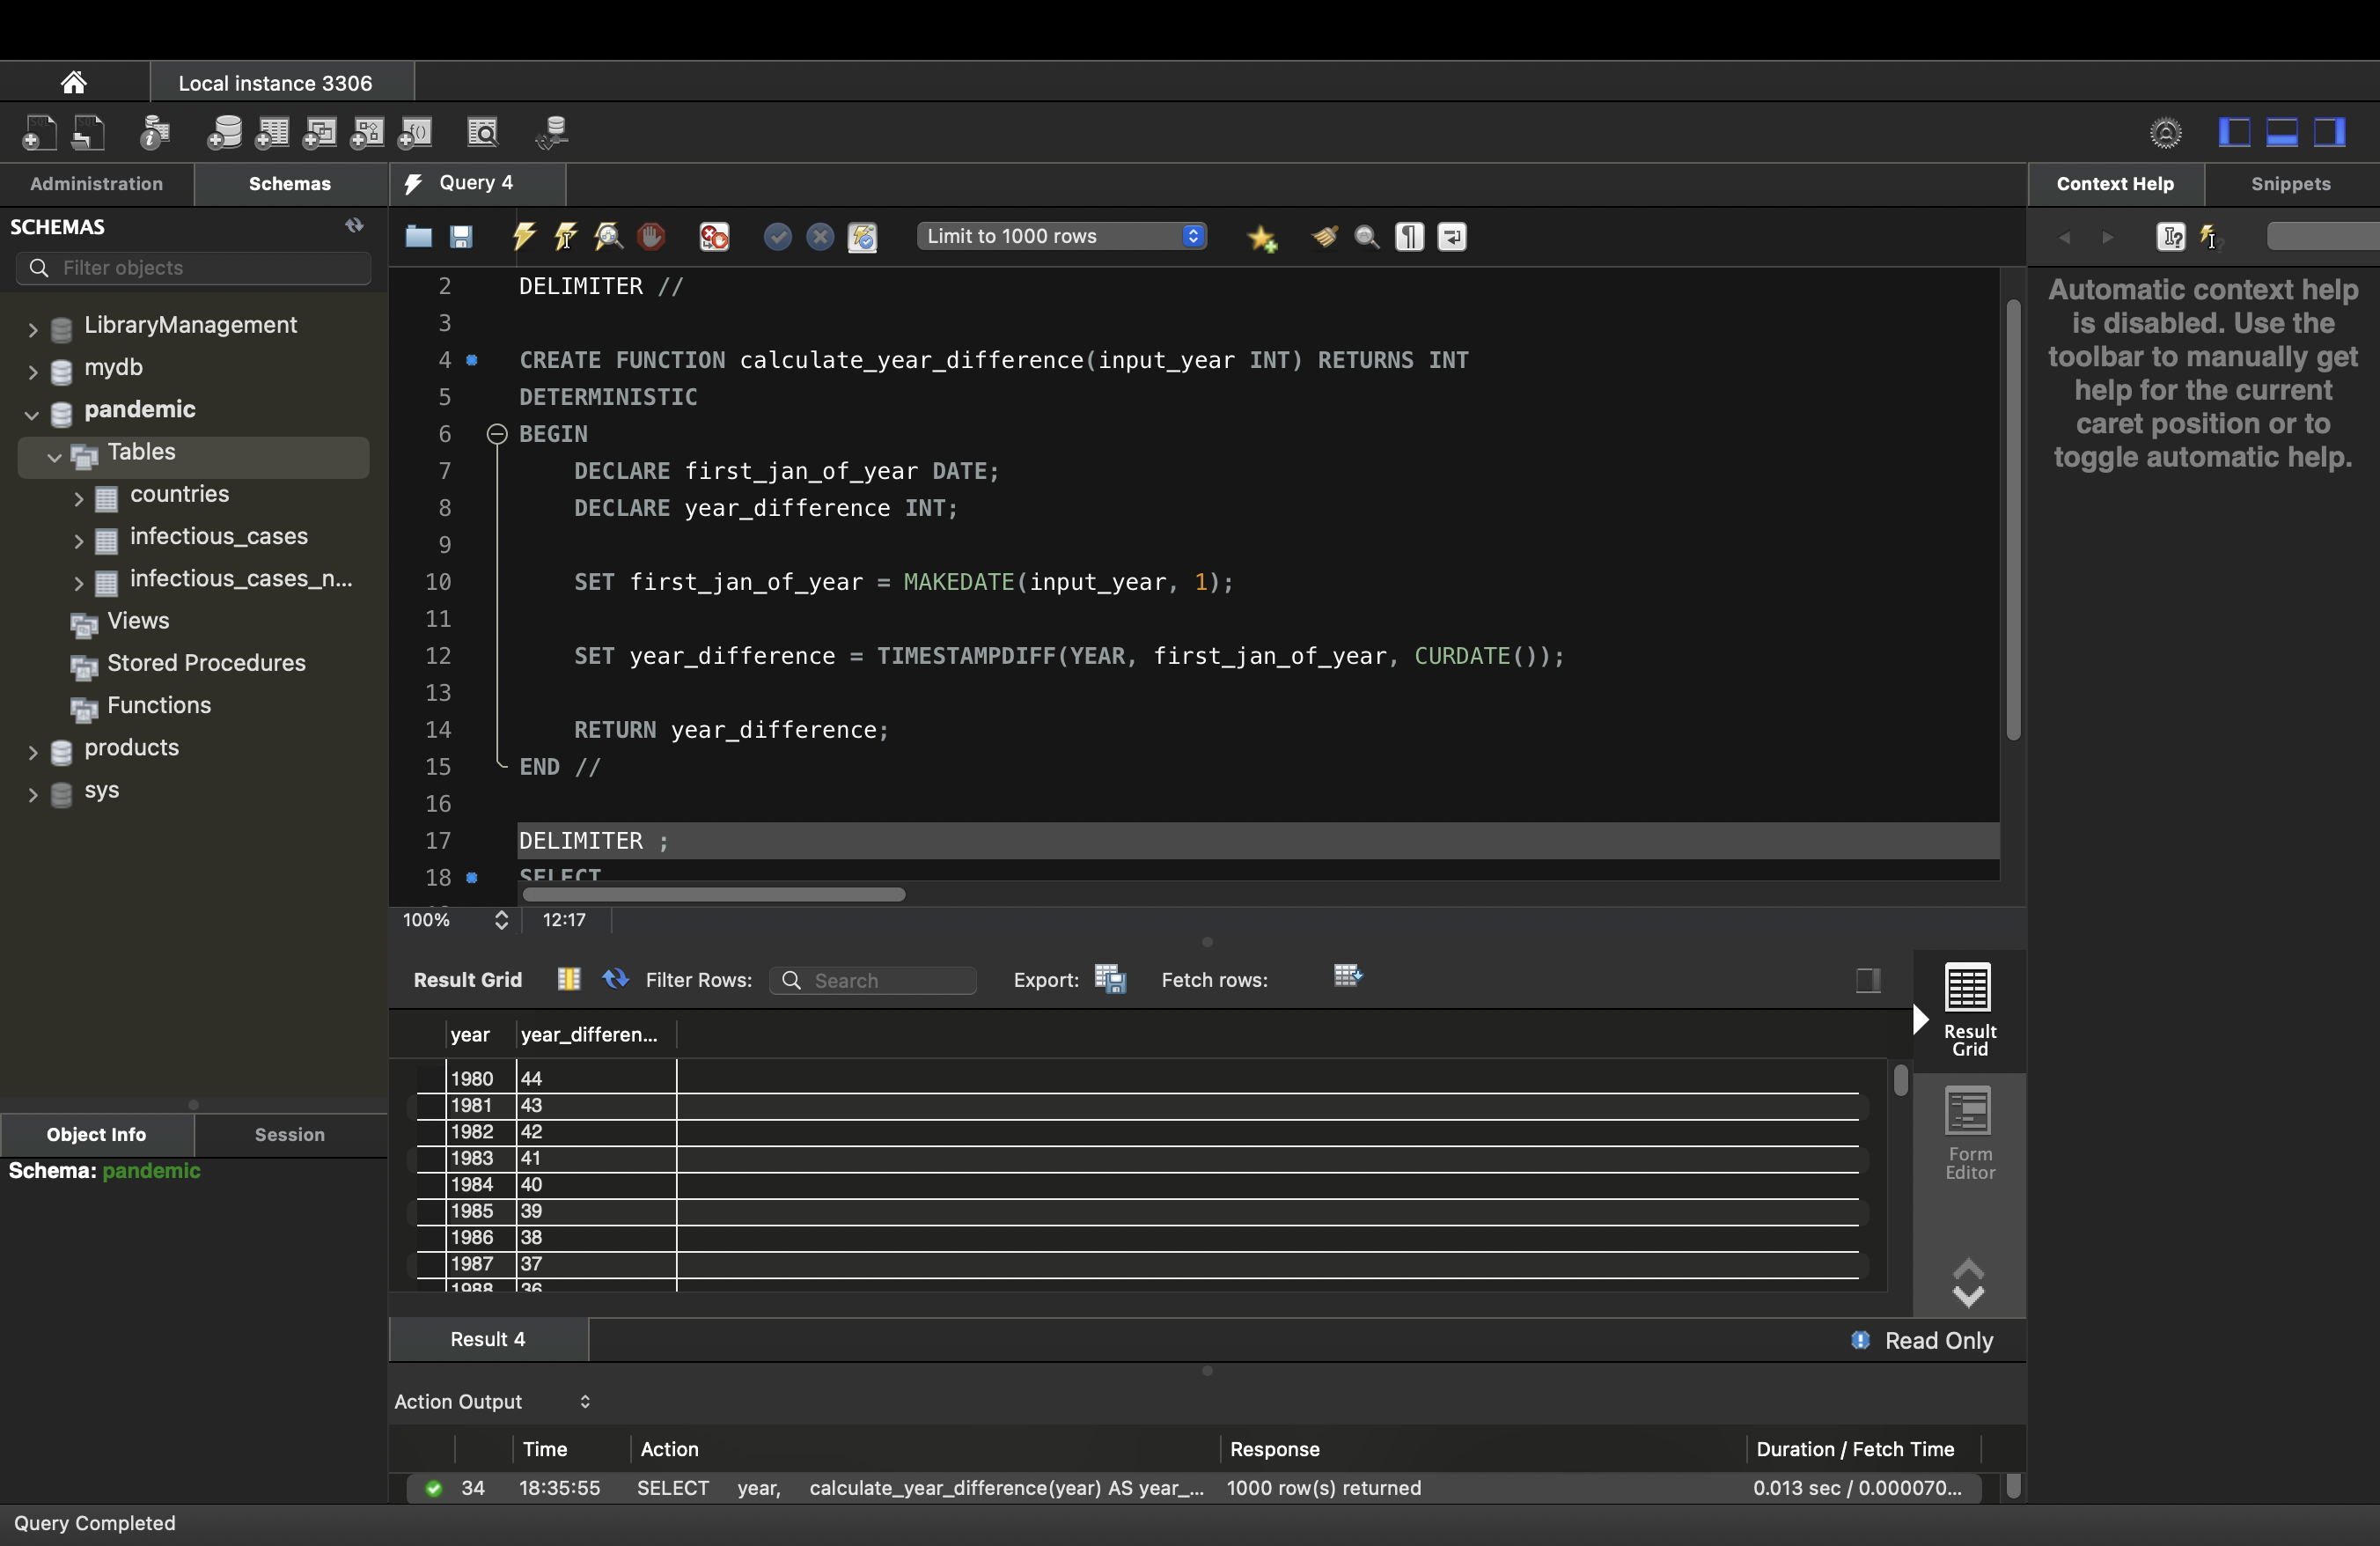 Local instance 3306
Administration
Schemas
Query 4
Context Help
Snippets
SCHEMAS
Filter objects
Limit to 1000 rows
LibraryManagement
mydb
pandemic
Tables
countries
infectious_cases
infectious_cases_n...
Views
Stored Procedures
Functions
products
sys
2 DELIMITER //
3
4 CREATE FUNCTION calculate_year_difference(input_year INT) RETURNS INT
5 DETERMINISTIC
6 BEGIN
7 DECLARE first_jan_of_year DATE;
8 DECLARE year_difference INT;
9
10 SET first_jan_of_year = MAKEDATE(input_year, 1);
11
12 SET year_difference = TIMESTAMPDIFF(YEAR, first_jan_of_year, CURDATE());
13
14 RETURN year_difference;
15 END //
16
17 DELIMITER ;
18 SELECT
100% 12:17
Automatic context help
is disabled. Use the
toolbar to manually get
help for the current
caret position or to
toggle automatic help.
Result Grid Filter Rows: Search Export: Fetch rows:
year year_differen...
1980 44
1981 43
1982 42
1983 41
1984 40
1985 39
1986 38
1987 37
1988 36
Result
Grid
Form
Editor
Object Info
Session
Schema: pandemic
Result 4
Read Only
Action Output
Time Action Response Duration / Fetch Time
34 18:35:55 SELECT year, calculate_year_difference(year) AS year_... 1000 row(s) returned 0.013 sec / 0.000070...
Query Completed